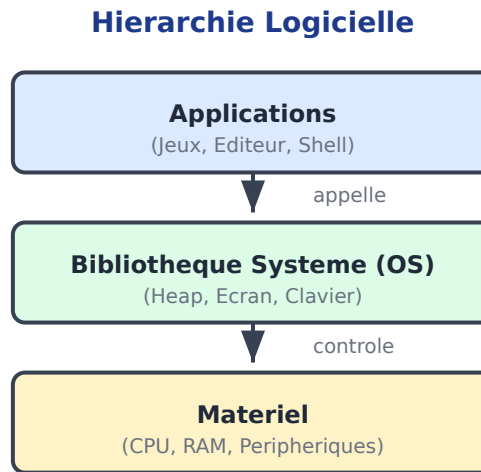 Hierarchie Logicielle
Applications
(Jeux, Editeur, Shell)
appelle
Bibliotheque Systeme (OS)
(Heap, Ecran, Clavier)
controle
Materiel
(CPU, RAM, Peripheriques)